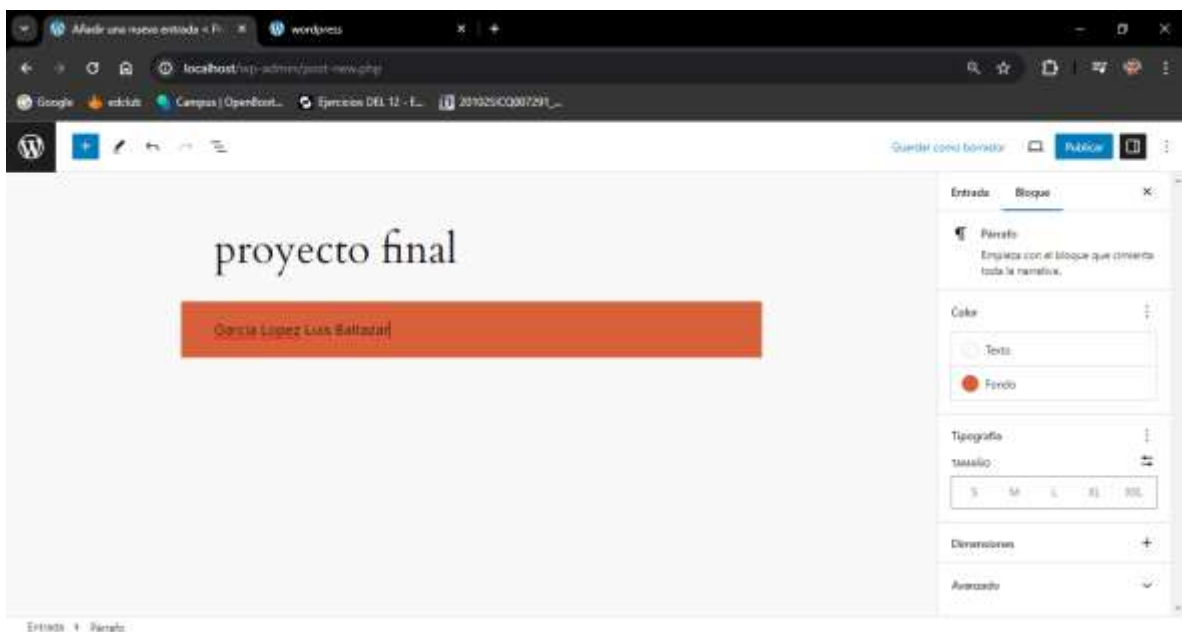 Añadir una nueva entrada < P
wordpress
localhost/wp-admin/post-new.php
Google
edclub
Campus | OpenBoot...
Ejercicios DEL 12 - E...
Guardar como borrador
Publicar
Entrada Bloque
proyecto final
Garcia Lopez Luis Baltazar
Párrafo
Empieza con el bloque que cimienta
toda la narrativa.
Color
Texto
Fondo
Tipografía
TAMAÑO
S M L XL XXL
Dimensiones
Avanzado
Entrada Párrafo